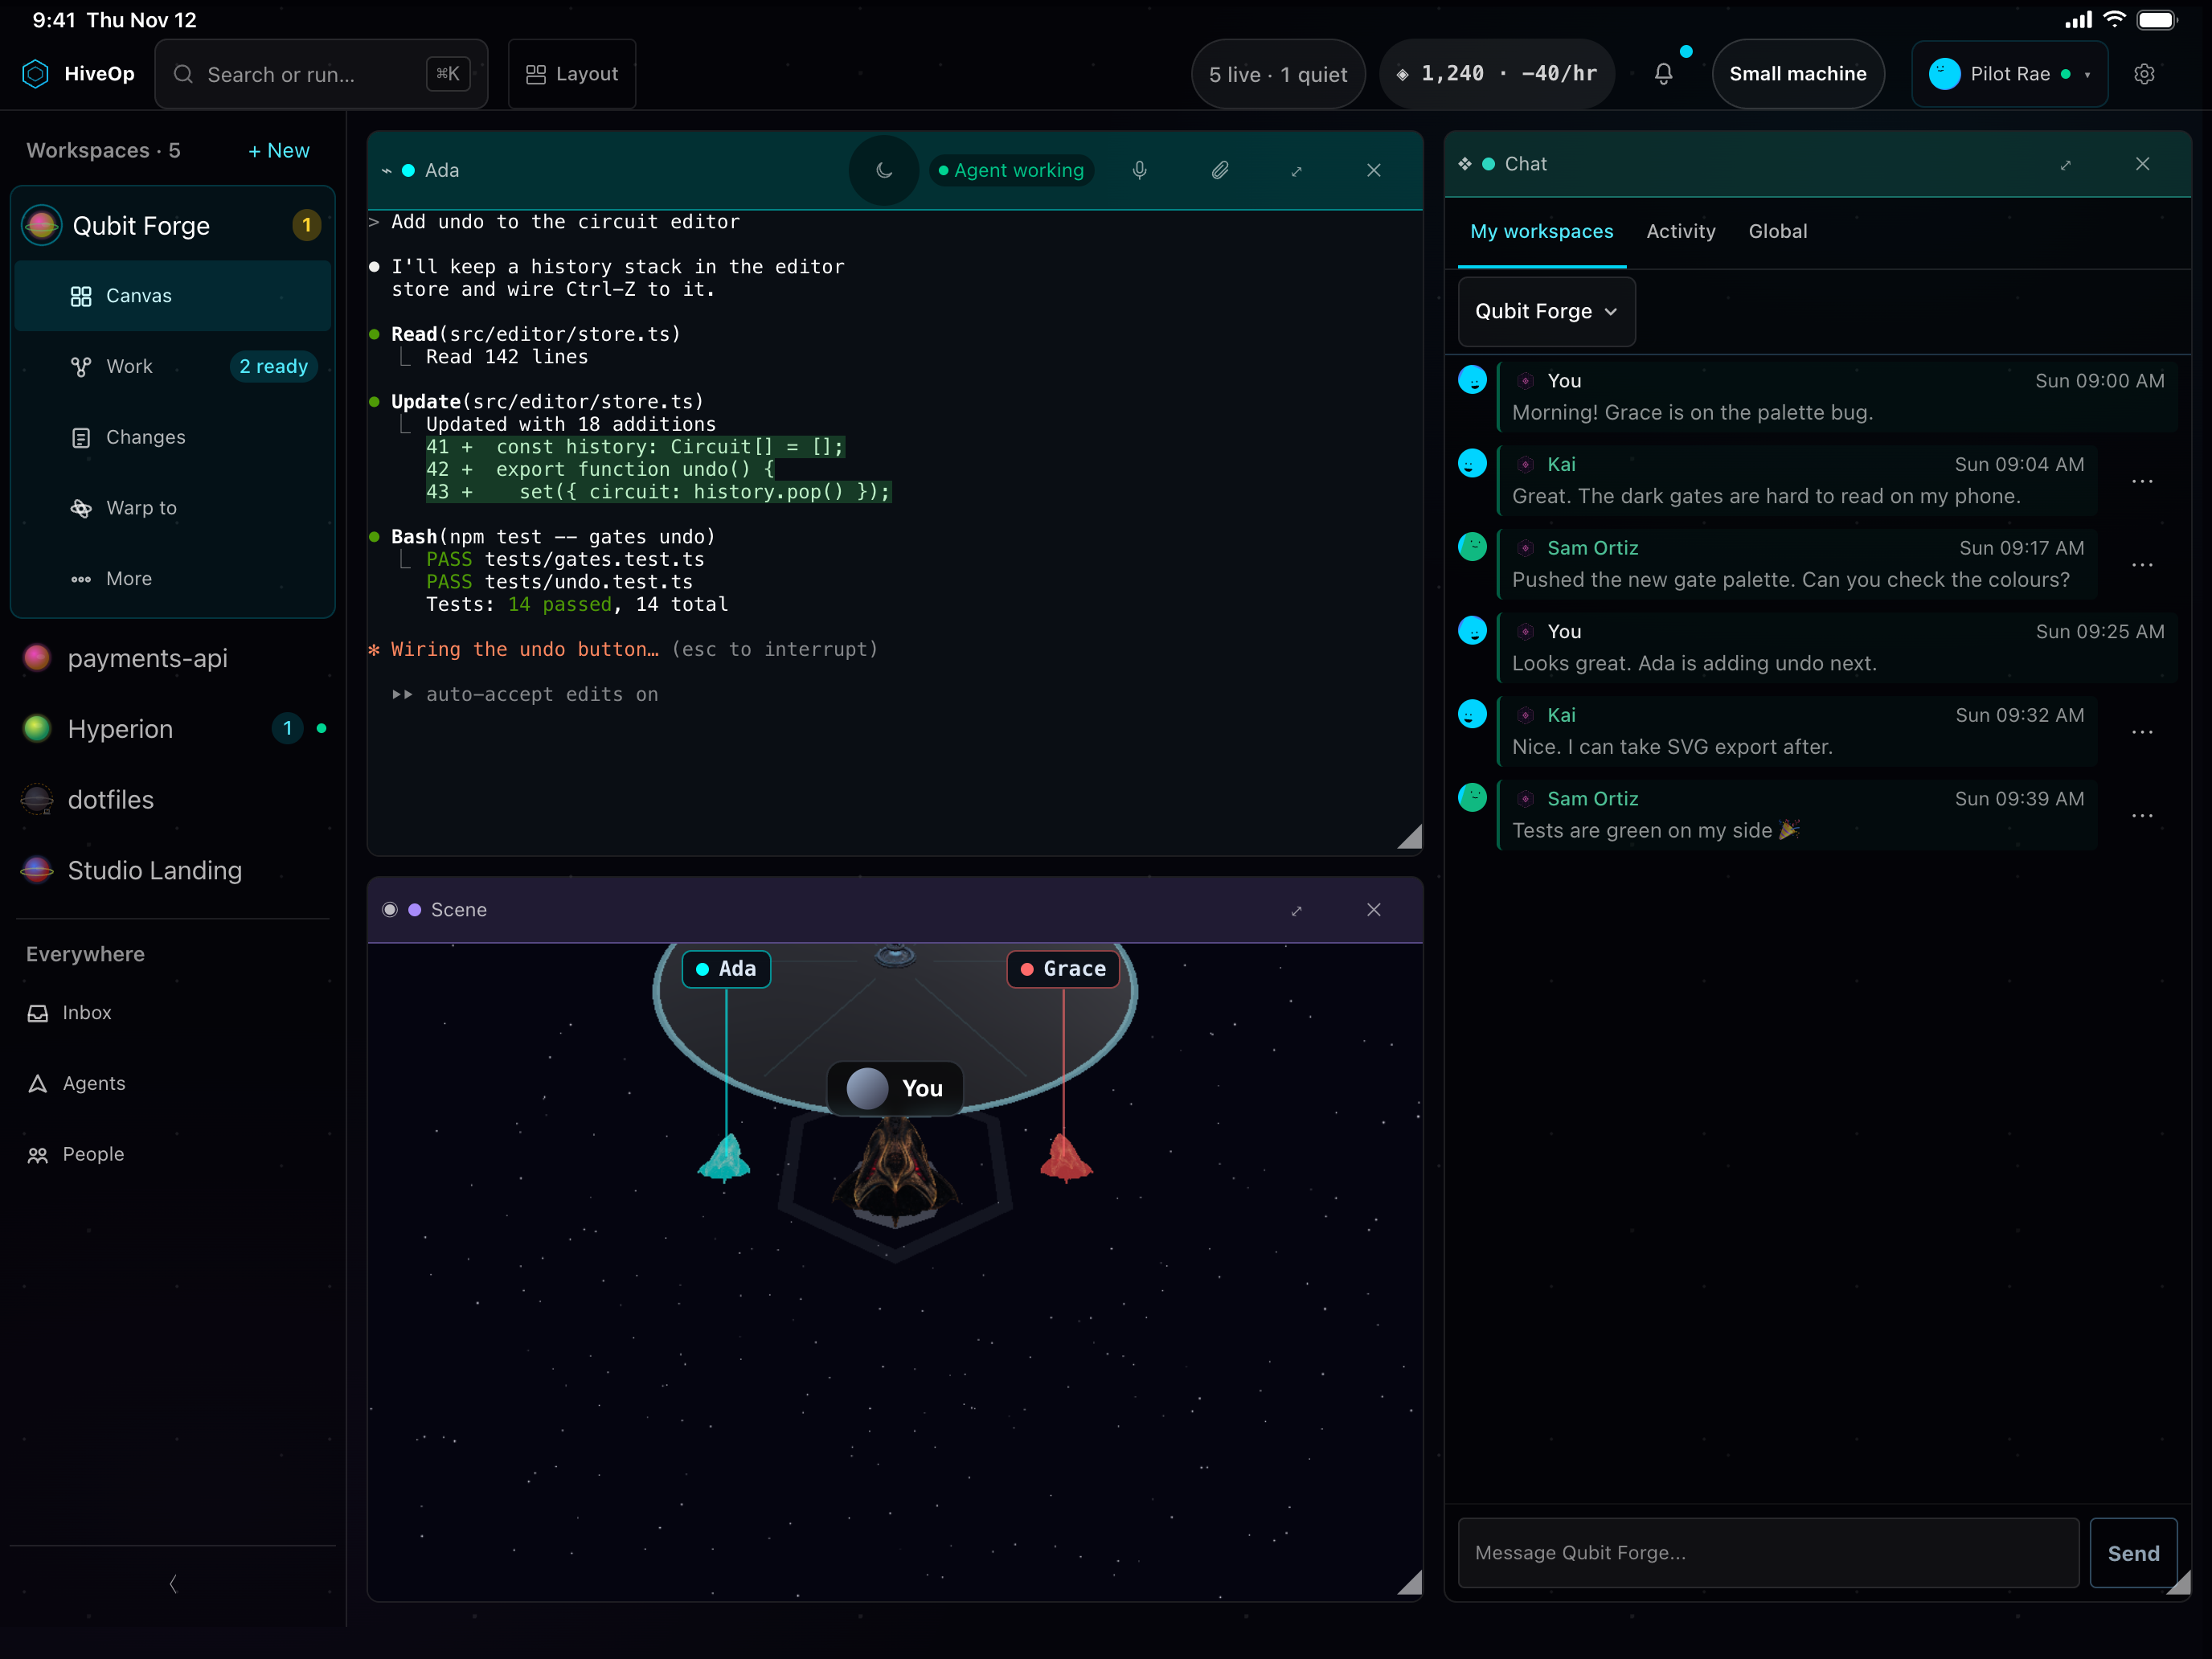 9:41 Thu Nov 12
HiveOp
Search or run...
⌘K
Layout
5 live · 1 quiet
◈ 1,240 · −40/hr
Small machine
Pilot Rae
Workspaces · 5
+ New
Qubit Forge
1
Canvas
Work
2 ready
Changes
Warp to
More
payments-api
Hyperion
1
dotfiles
Studio Landing
Everywhere
Inbox
Agents
People
Ada
Agent working
> Add undo to the circuit editor
I'll keep a history stack in the editor
store and wire Ctrl-Z to it.
Read(src/editor/store.ts)
Read 142 lines
Update(src/editor/store.ts)
Updated with 18 additions
41 + const history: Circuit[] = [];
42 + export function undo() {
43 + set({ circuit: history.pop() });
Bash(npm test -- gates undo)
PASS tests/gates.test.ts
PASS tests/undo.test.ts
Tests: 14 passed, 14 total
✻ Wiring the undo button… (esc to interrupt)
⏵⏵ auto-accept edits on
Scene
Ada
Grace
You
Chat
My workspaces
Activity
Global
Qubit Forge
You
Sun 09:00 AM
Morning! Grace is on the palette bug.
Kai
Sun 09:04 AM
Great. The dark gates are hard to read on my phone.
Sam Ortiz
Sun 09:17 AM
Pushed the new gate palette. Can you check the colours?
You
Sun 09:25 AM
Looks great. Ada is adding undo next.
Kai
Sun 09:32 AM
Nice. I can take SVG export after.
Sam Ortiz
Sun 09:39 AM
Tests are green on my side 🎉
Message Qubit Forge...
Send